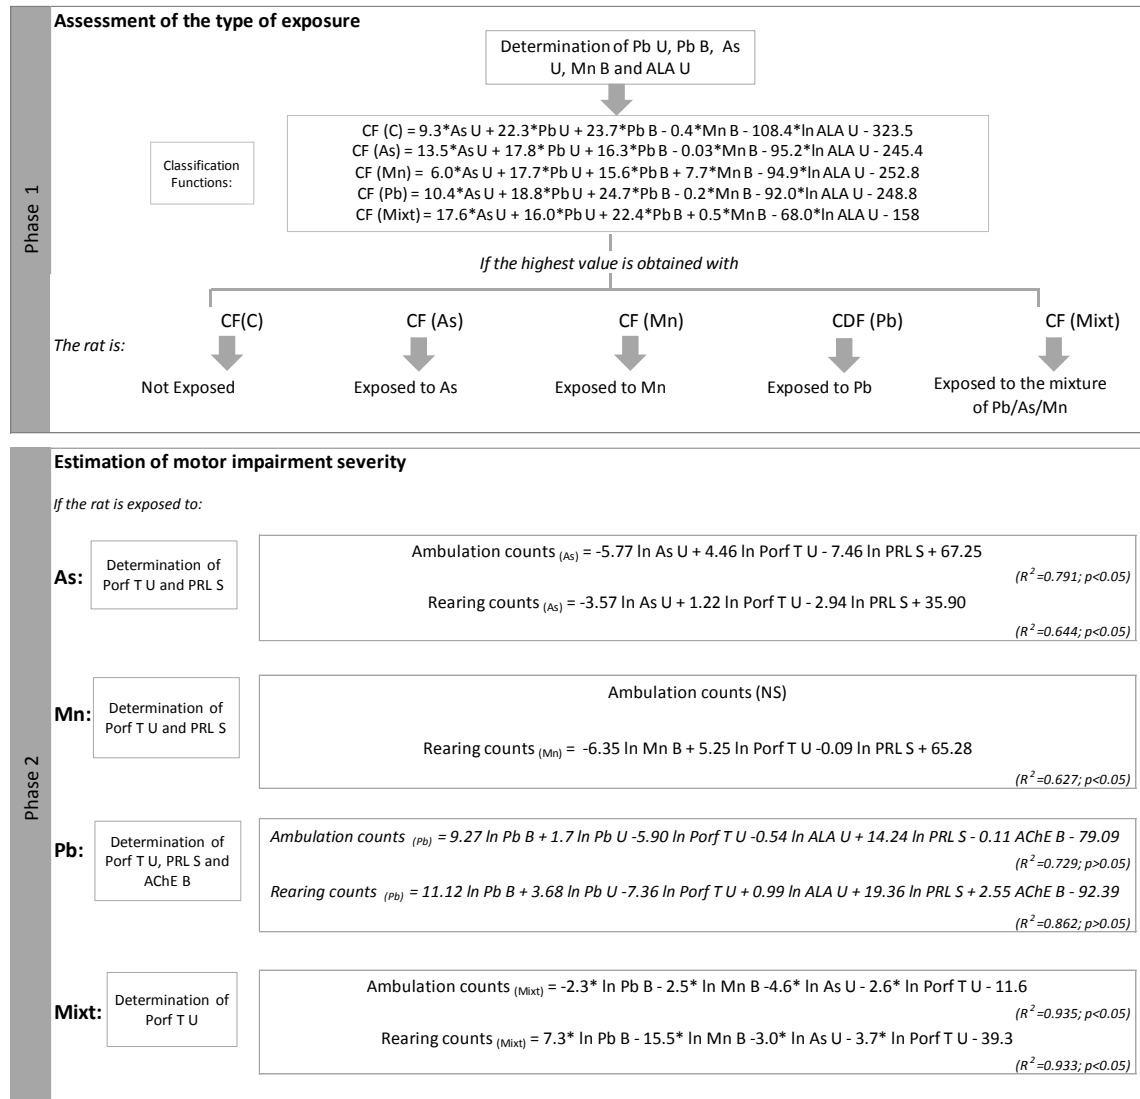 Assessment of the type of exposure
Determination of Pb U, Pb B, As
U, Mn B and ALA U
Phase 1
Classification
Functions:
CF (C) = 9.3*As U + 22.3*Pb U + 23.7*Pb B - 0.4*Mn B - 108.4*ln ALA U - 323.5
CF (As) = 13.5*As U + 17.8* Pb U + 16.3*Pb B - 0.03*Mn B - 95.2*ln ALA U - 245.4
CF (Mn) = 6.0*As U + 17.7*Pb U + 15.6*Pb B + 7.7*Mn B - 94.9*ln ALA U - 252.8
CF (Pb) = 10.4*As U + 18.8*Pb U + 24.7*Pb B - 0.2*Mn B - 92.0*ln ALA U - 248.8
CF (Mixt) = 17.6*As U + 16.0*Pb U + 22.4*Pb B + 0.5*Mn B - 68.0*ln ALA U - 158
If the highest value is obtained with
CF(C) CF (As) CF (Mn) CDF (Pb) CF (Mixt)
The rat is:
Not Exposed Exposed to As Exposed to Mn Exposed to Pb Exposed to the mixture
of Pb/As/Mn
Estimation of motor impairment severity
If the rat is exposed to:
Phase 2
As:
Determination of
Porf T U and PRL S
Ambulation counts (As) = -5.77 ln As U + 4.46 ln Porf T U - 7.46 ln PRL S + 67.25
(R²=0.791; p<0.05)
Rearing counts (As) = -3.57 ln As U + 1.22 ln Porf T U - 2.94 ln PRL S + 35.90
(R²=0.644; p<0.05)
Mn:
Determination of
Porf T U and PRL S
Ambulation counts (NS)
Rearing counts (Mn) = -6.35 ln Mn B + 5.25 ln Porf T U -0.09 ln PRL S + 65.28
(R²=0.627; p<0.05)
Pb:
Determination of
Porf T U, PRL S and
AChE B
Ambulation counts (Pb) = 9.27 ln Pb B + 1.7 ln Pb U -5.90 ln Porf T U -0.54 ln ALA U + 14.24 ln PRL S - 0.11 AChE B - 79.09
(R²=0.729; p>0.05)
Rearing counts (Pb) = 11.12 ln Pb B + 3.68 ln Pb U -7.36 ln Porf T U + 0.99 ln ALA U + 19.36 ln PRL S + 2.55 AChE B - 92.39
(R²=0.862; p>0.05)
Mixt:
Determination of
Porf T U
Ambulation counts (Mixt) = -2.3* ln Pb B - 2.5* ln Mn B -4.6* ln As U - 2.6* ln Porf T U - 11.6
(R²=0.935; p<0.05)
Rearing counts (Mixt) = 7.3* ln Pb B - 15.5* ln Mn B -3.0* ln As U - 3.7* ln Porf T U - 39.3
(R²=0.933; p<0.05)